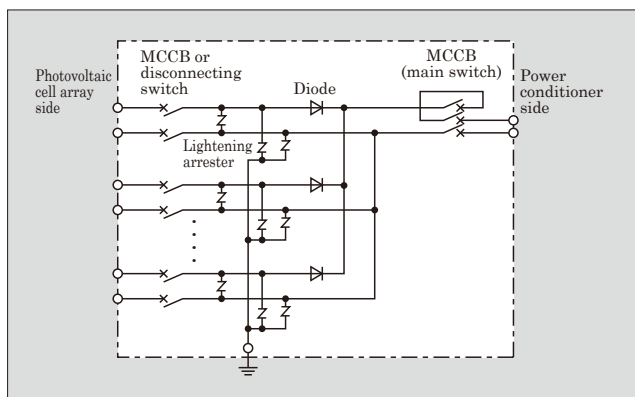 MCCB or
disconnecting
switch
MCCB
(main switch)
Photovoltaic
cell array
side
Diode
Power
conditioner
side
Lightening
arrester